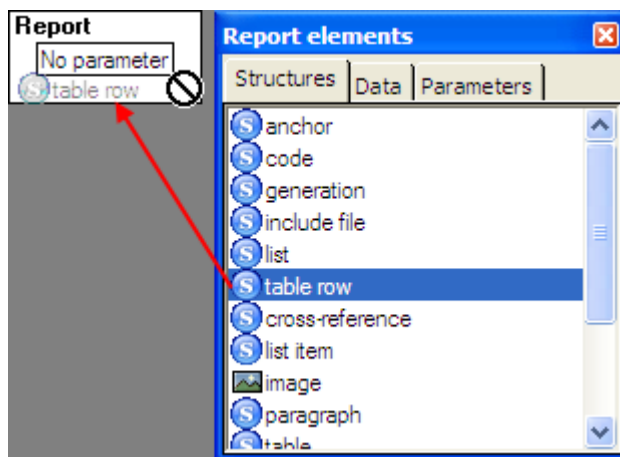 Report
No parameter
table row
Report elements
Structures Data Parameters
anchor
code
generation
include file
list
table row
cross-reference
list item
image
paragraph
table